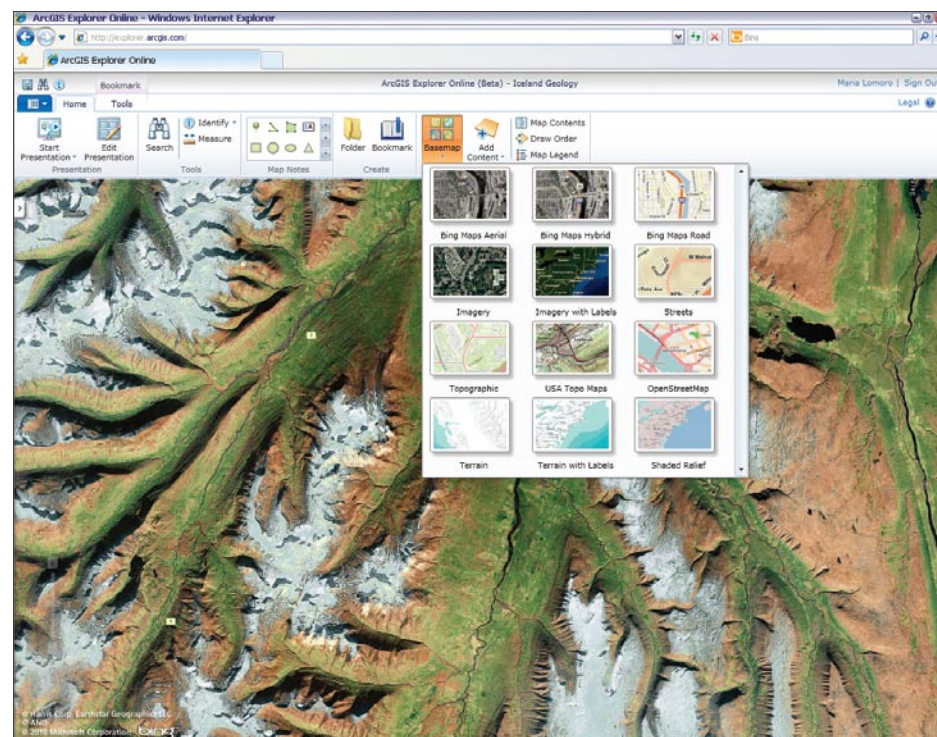 ArcGIS Explorer Online - Windows Internet Explorer
http://explorer.arcgis.com/
Bing
ArcGIS Explorer Online
Bookmark
ArcGIS Explorer Online (Beta) - Iceland Geology
Maria Lomoro | Sign Ou
Home Tools
Legal
Start Presentation
Edit Presentation
Search
Identify
Measure
A
Folder
Bookmark
Basemap
Add Content
Map Contents
Draw Order
Map Legend
Presentation
Tools
Map Notes
Create
Bing Maps Aerial
Bing Maps Hybrid
Bing Maps Road
Imagery
Imagery with Labels
Streets
Topographic
USA Topo Maps
OpenStreetMap
Terrain
Terrain with Labels
Shaded Relief
© Harris Corp, Earthstar Geographics LLC
© AND
© 2010 Microsoft Corporation bing